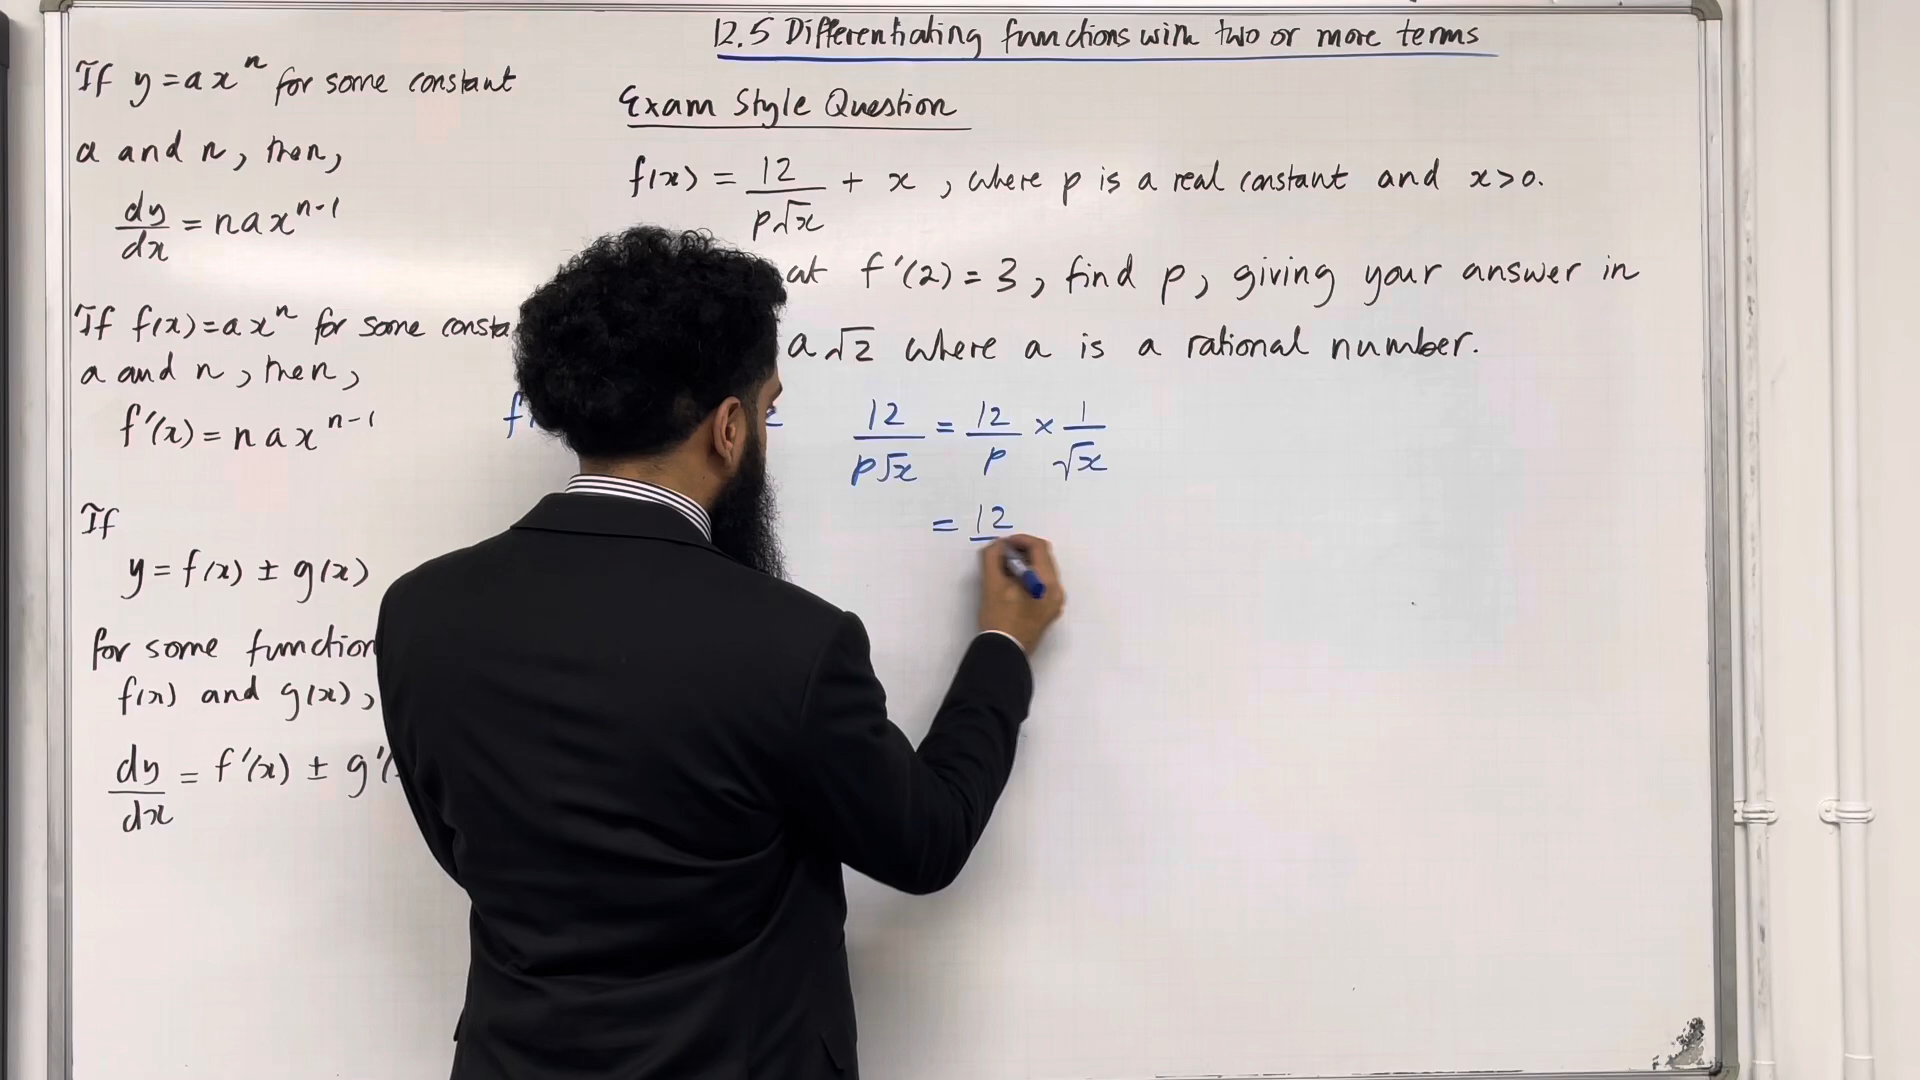 12.5 Differentiating functions with two or more terms
If y = ax^n for some constant
a and n, then,
dy/dx = nax^(n-1)
If f(x) = ax^n for some consta
a and n, then,
f'(x) = nax^(n-1)
If
y = f(x) ± g(x)
for some function
f(x) and g(x),
dy/dx = f'(x) ± g'(
Exam Style Question
f(x) = 12/(p√x) + x, where p is a real constant and x>0.
at f'(2) = 3, find p, giving your answer in
a√2 where a is a rational number.
12/(p√x) = 12/p × 1/√x
= 12